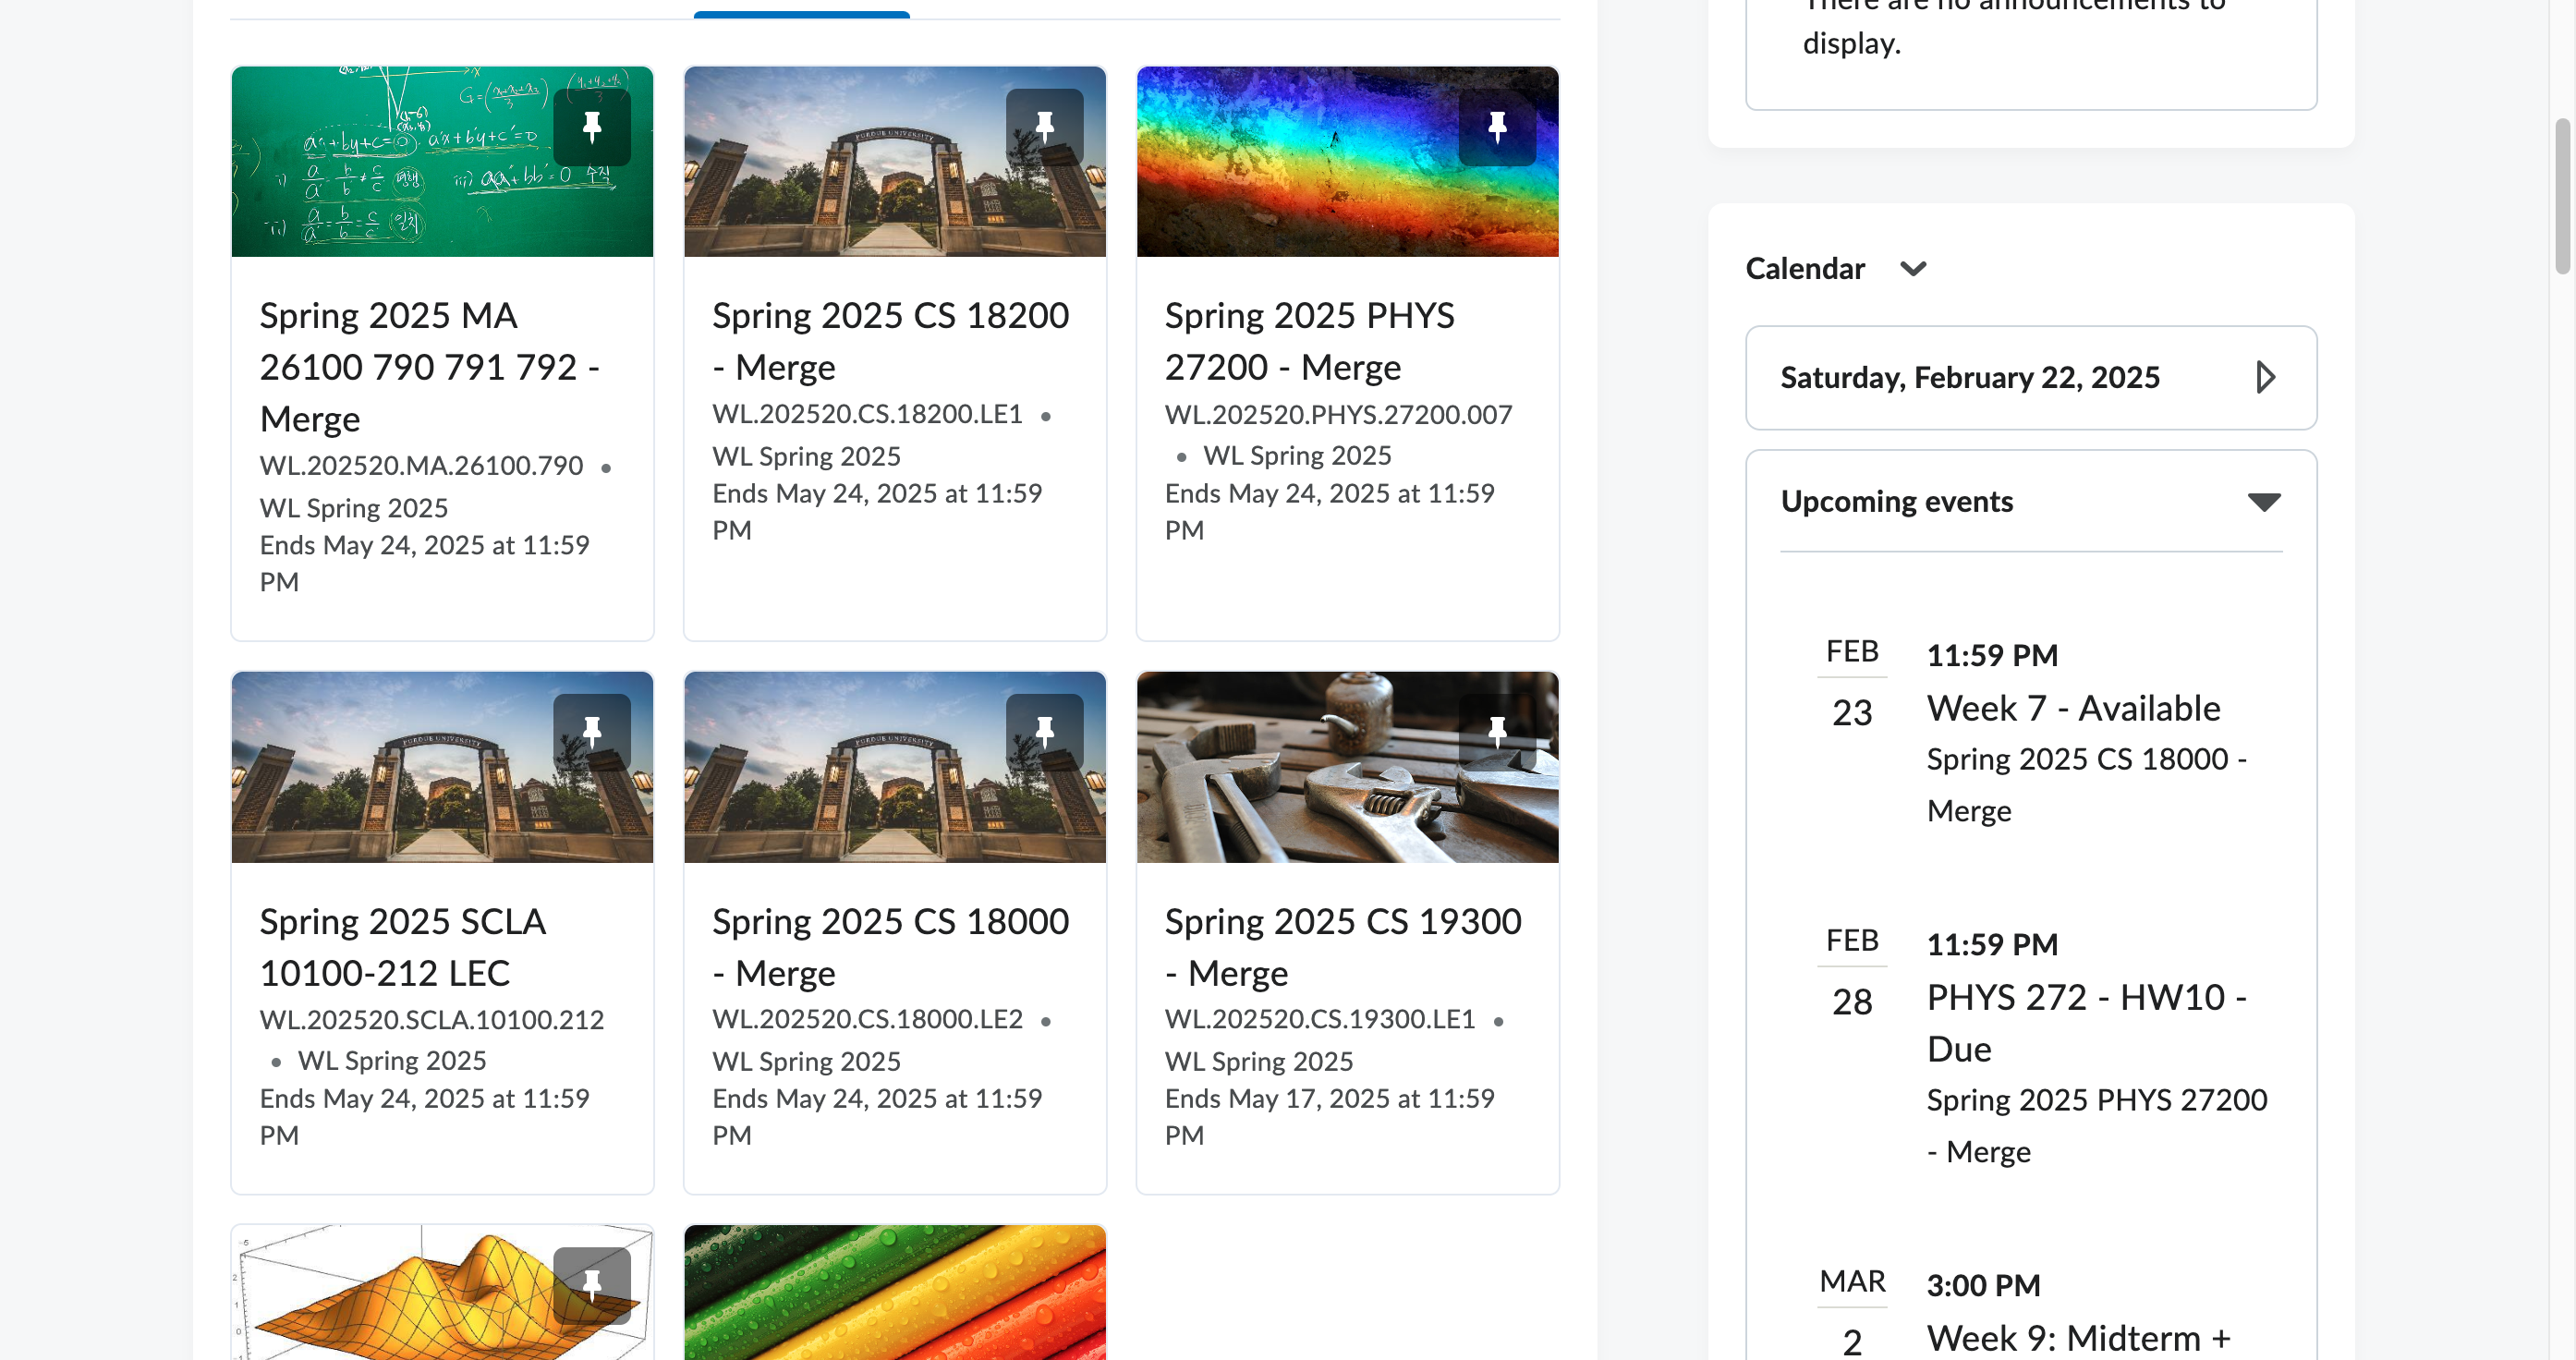 There are no announcements to
display.
Spring 2025 MA
26100 790 791 792 -
Merge
WL.202520.MA.26100.790 •
WL Spring 2025
Ends May 24, 2025 at 11:59
PM
PURDUE UNIVERSITY
Spring 2025 CS 18200
- Merge
WL.202520.CS.18200.LE1 •
WL Spring 2025
Ends May 24, 2025 at 11:59
PM
Spring 2025 PHYS
27200 - Merge
WL.202520.PHYS.27200.007
• WL Spring 2025
Ends May 24, 2025 at 11:59
PM
PURDUE UNIVERSITY
Spring 2025 SCLA
10100-212 LEC
WL.202520.SCLA.10100.212
• WL Spring 2025
Ends May 24, 2025 at 11:59
PM
PURDUE UNIVERSITY
Spring 2025 CS 18000
- Merge
WL.202520.CS.18000.LE2 •
WL Spring 2025
Ends May 24, 2025 at 11:59
PM
Spring 2025 CS 19300
- Merge
WL.202520.CS.19300.LE1 •
WL Spring 2025
Ends May 17, 2025 at 11:59
PM
Calendar
Saturday, February 22, 2025
Upcoming events
FEB
23
11:59 PM
Week 7 - Available
Spring 2025 CS 18000 -
Merge
FEB
28
11:59 PM
PHYS 272 - HW10 -
Due
Spring 2025 PHYS 27200
- Merge
MAR
2
3:00 PM
Week 9: Midterm +